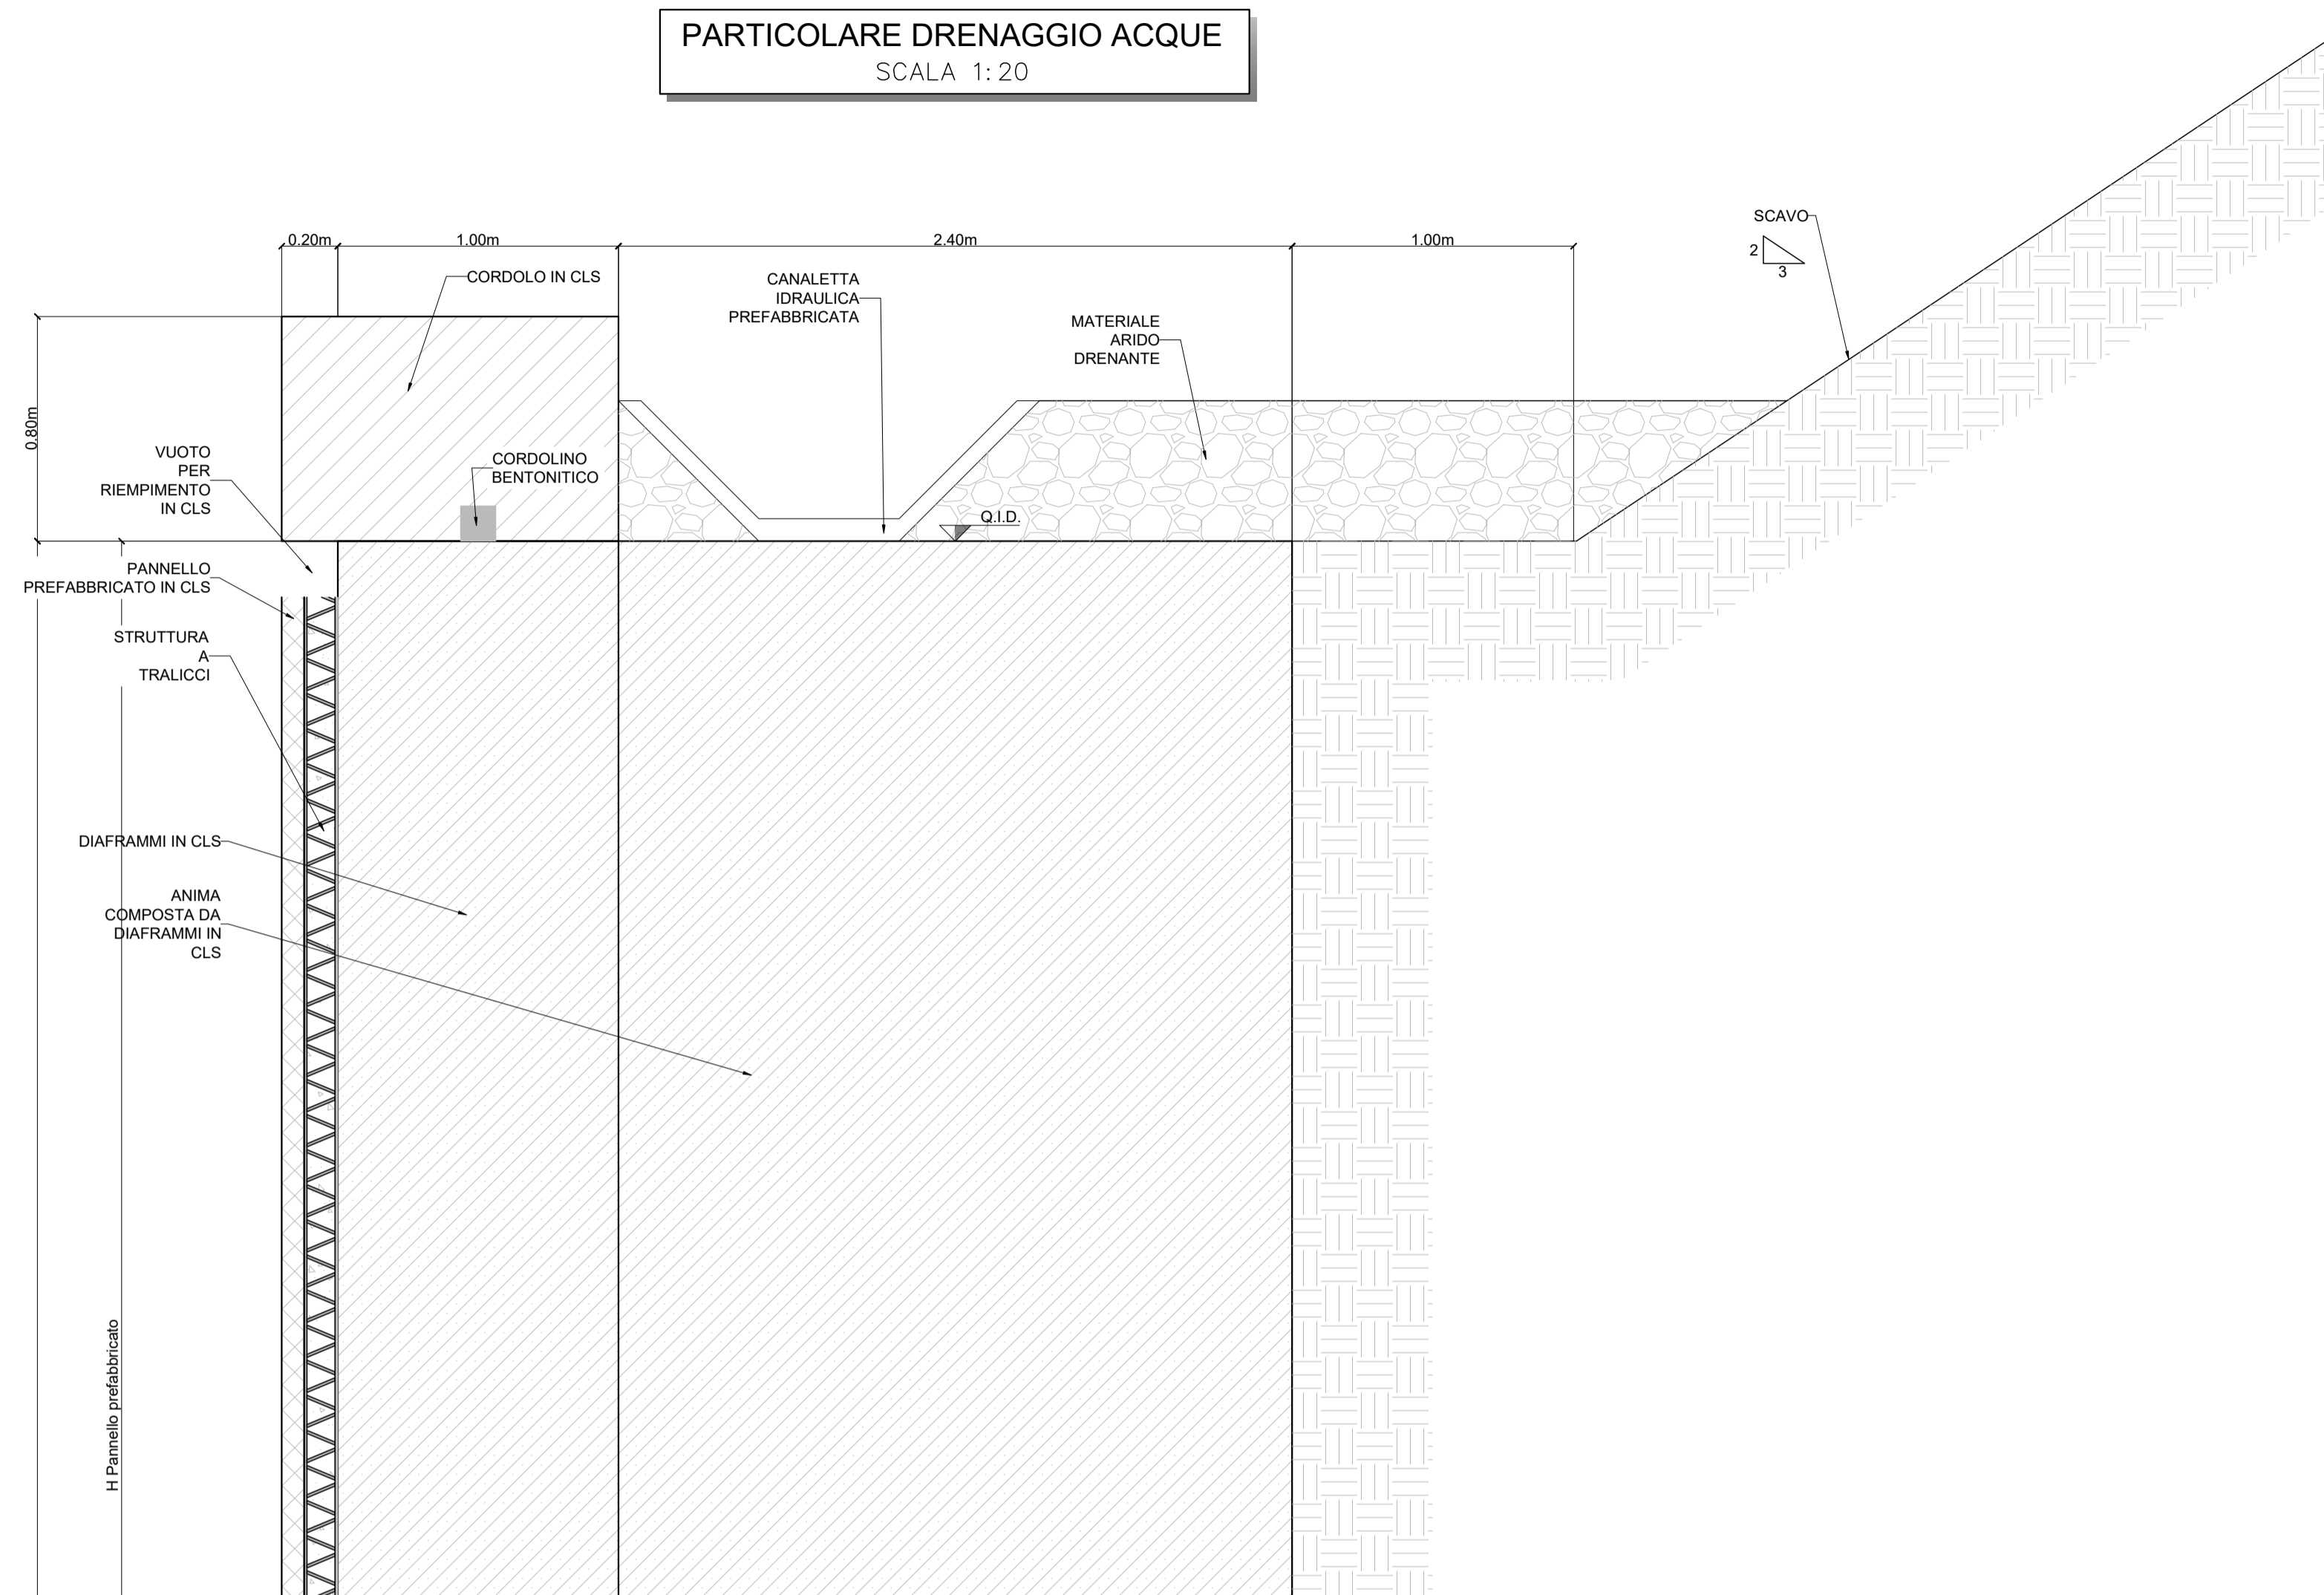 PARTICOLARE DRENAGGIO ACQUE
SCALA 1:20
SCAVO
2
3
0.20m
1.00m
2.40m
1.00m
CORDOLO IN CLS
CANALETTA
IDRAULICA
PREFABBRICATA
MATERIALE
ARIDO
DRENANTE
0.80m
VUOTO
PER
RIEMPIMENTO
IN CLS
CORDOLINO
BENTONITICO
Q.I.D.
PANNELLO
PREFABBRICATO IN CLS
STRUTTURA
A
TRALICCI
DIAFRAMMI IN CLS
ANIMA
COMPOSTA DA
DIAFRAMMI IN
CLS
H Pannello prefabbricato